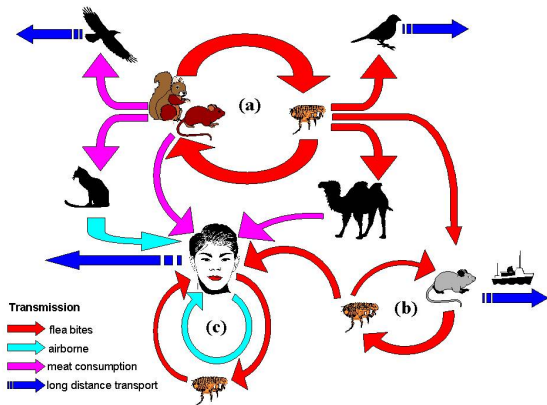 (a)
(b)
(c)
Transmission
flea bites
airborne
meat consumption
long distance transport